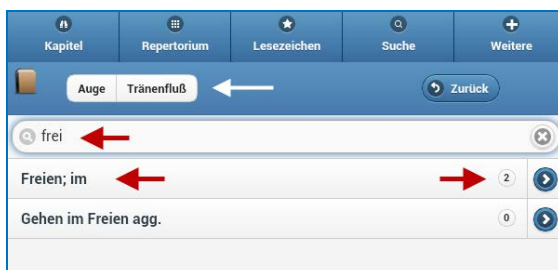 Kapitel Repertorium Lesezeichen Suche Weitere
Auge Tränenfluß Zurück
frei
Freien; im 2
Gehen im Freien agg. 0